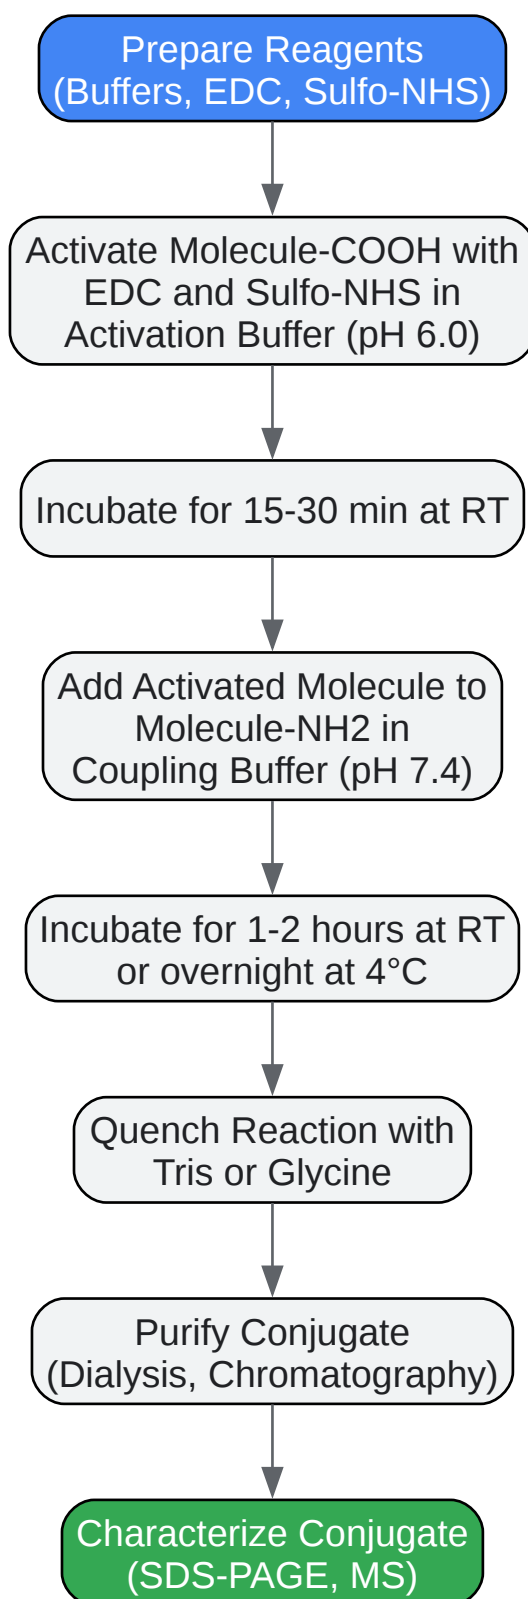 Prepare Reagents
(Buffers, EDC, Sulfo-NHS)
Activate Molecule-COOH with
EDC and Sulfo-NHS in
Activation Buffer (pH 6.0)
Incubate for 15-30 min at RT
Add Activated Molecule to
Molecule-NH2 in
Coupling Buffer (pH 7.4)
Incubate for 1-2 hours at RT
or overnight at 4°C
Quench Reaction with
Tris or Glycine
Purify Conjugate
(Dialysis, Chromatography)
Characterize Conjugate
(SDS-PAGE, MS)